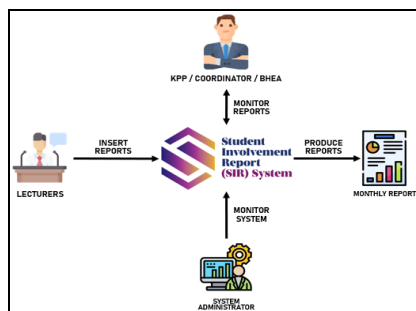 KPP / COORDINATOR / BHEA
MONITOR
REPORTS
INSERT
REPORTS
Student
Involvement
Report
(SIR) System
PRODUCE
REPORTS
LECTURERS
MONTHLY REPORT
MONITOR
SYSTEM
SYSTEM
ADMINISTRATOR